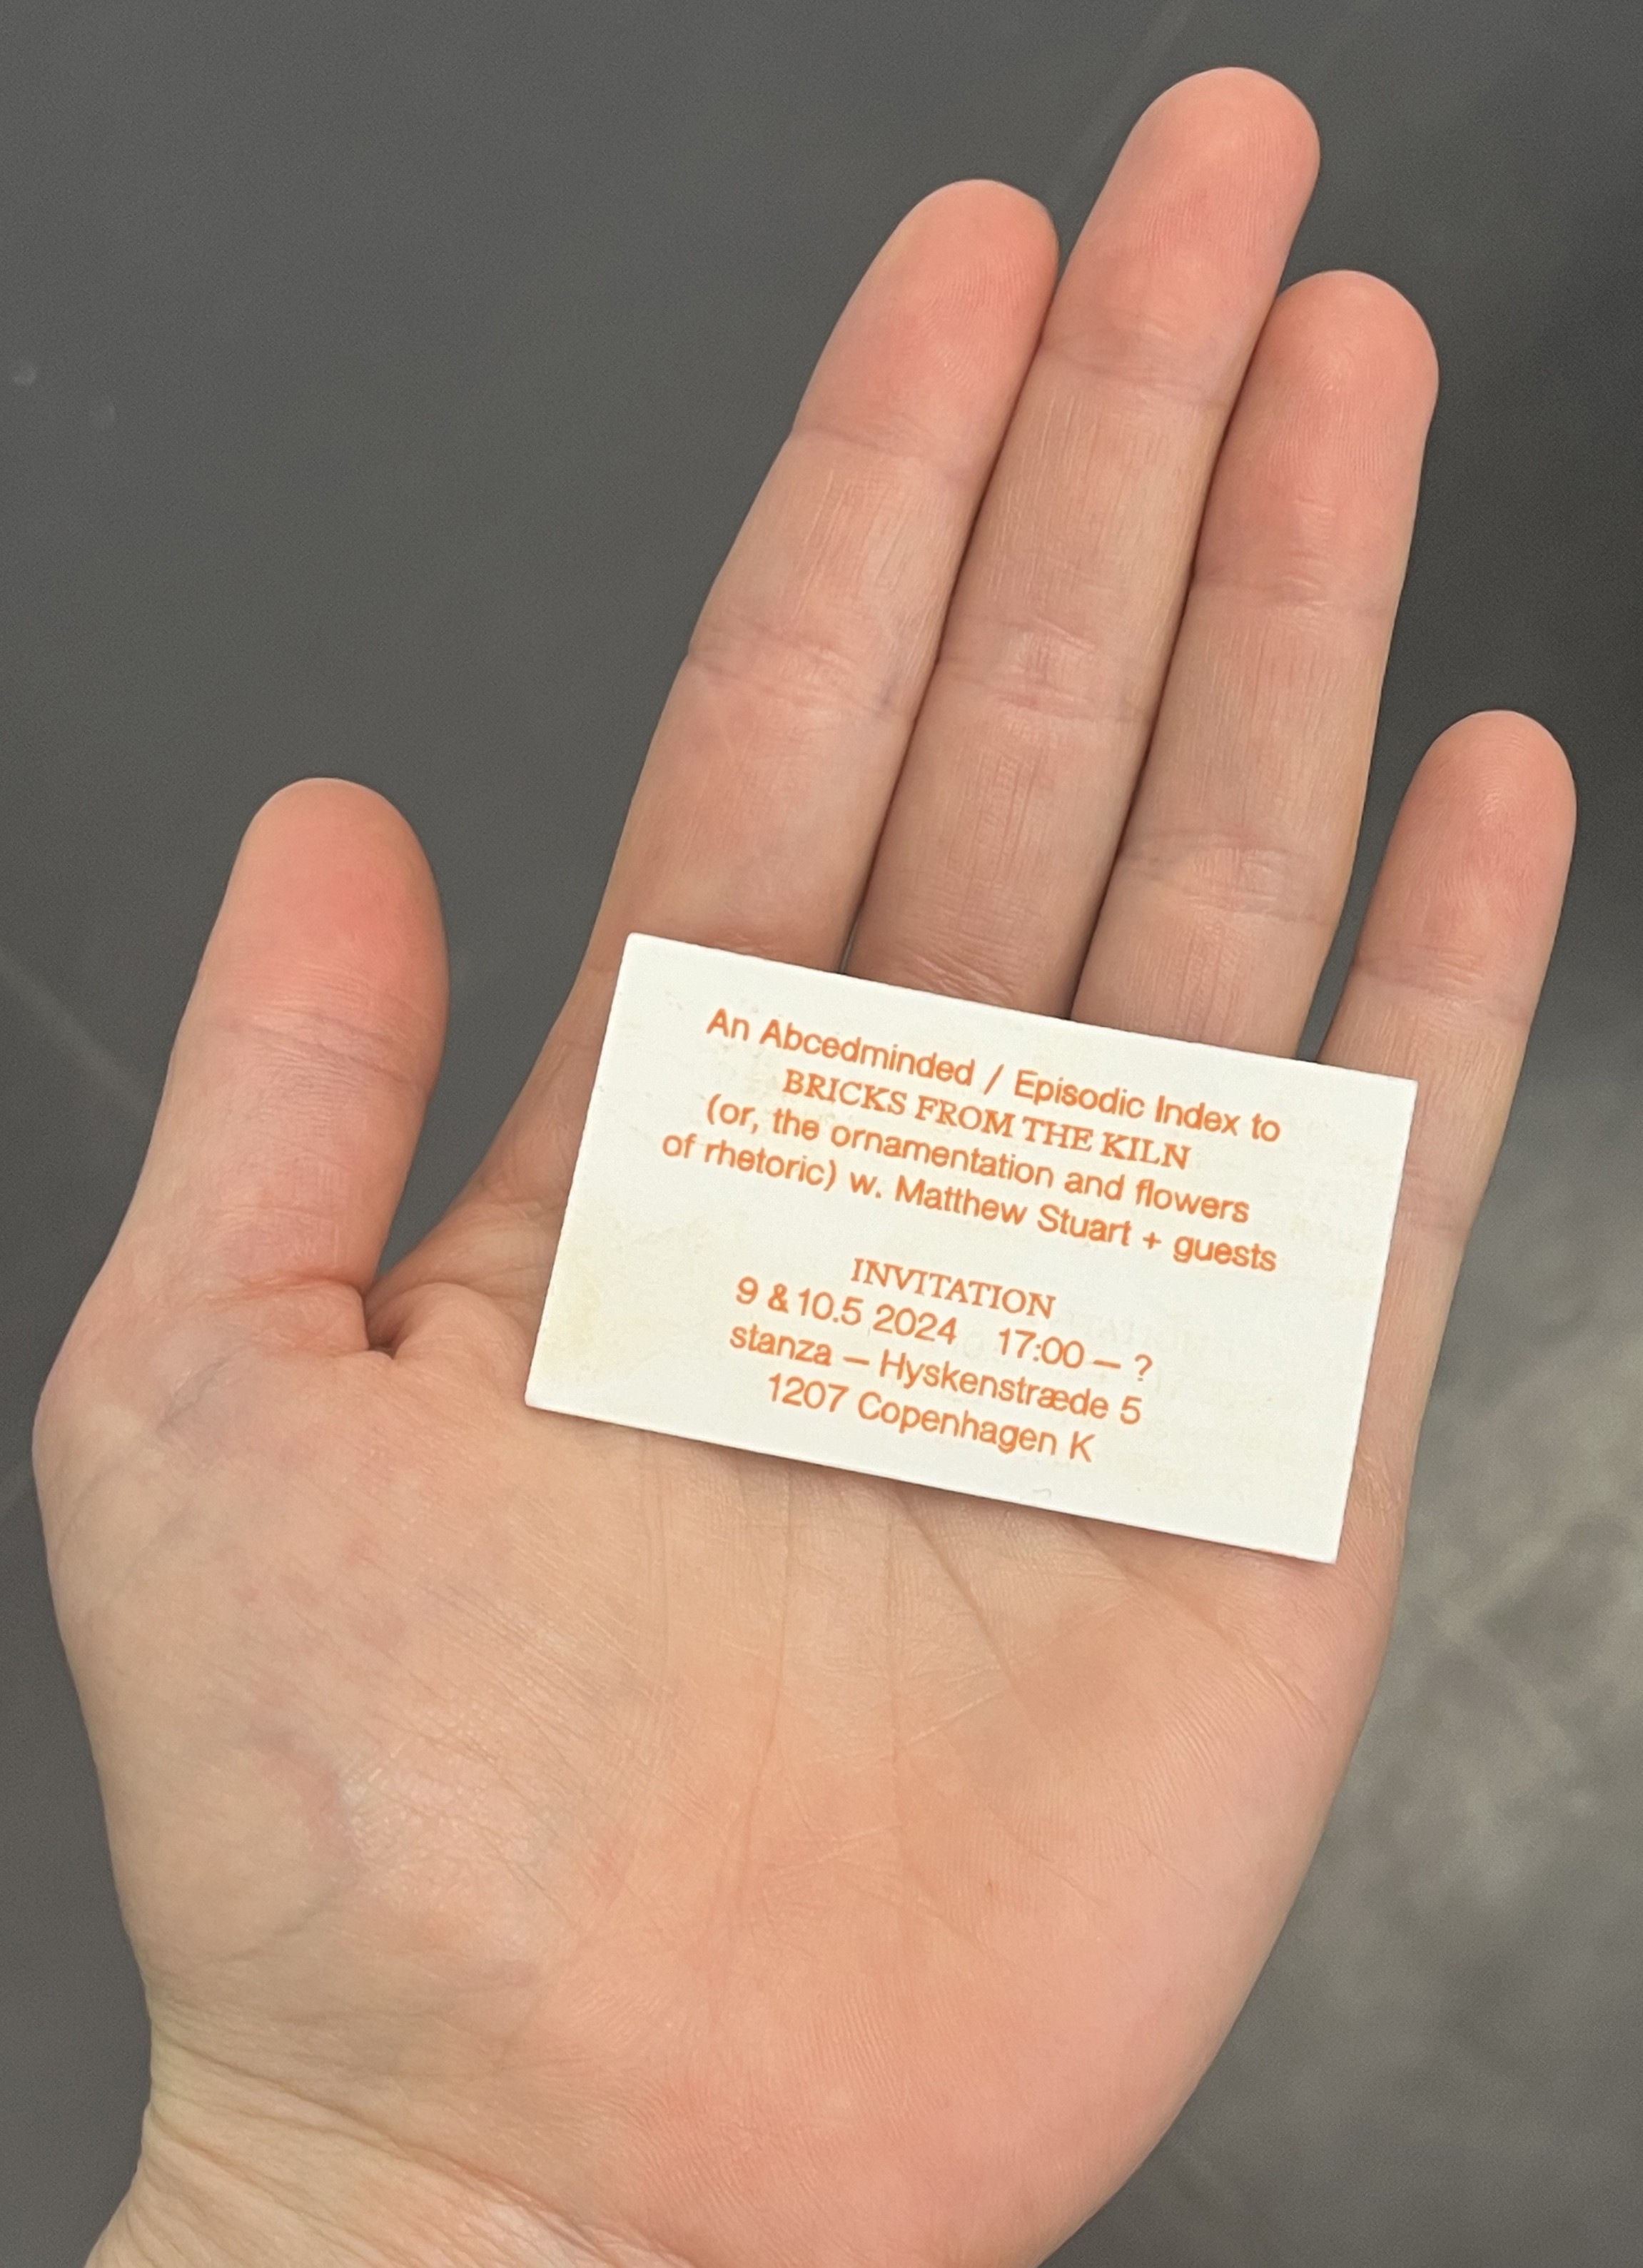 An Abcedminded / Episodic Index to
BRICKS FROM THE KILN
(or, the ornamentation and flowers
of rhetoric) w. Matthew Stuart + guests
INVITATION
9 & 10.5 2024 17:00 — ?
stanza — Hyskenstræde 5
1207 Copenhagen K